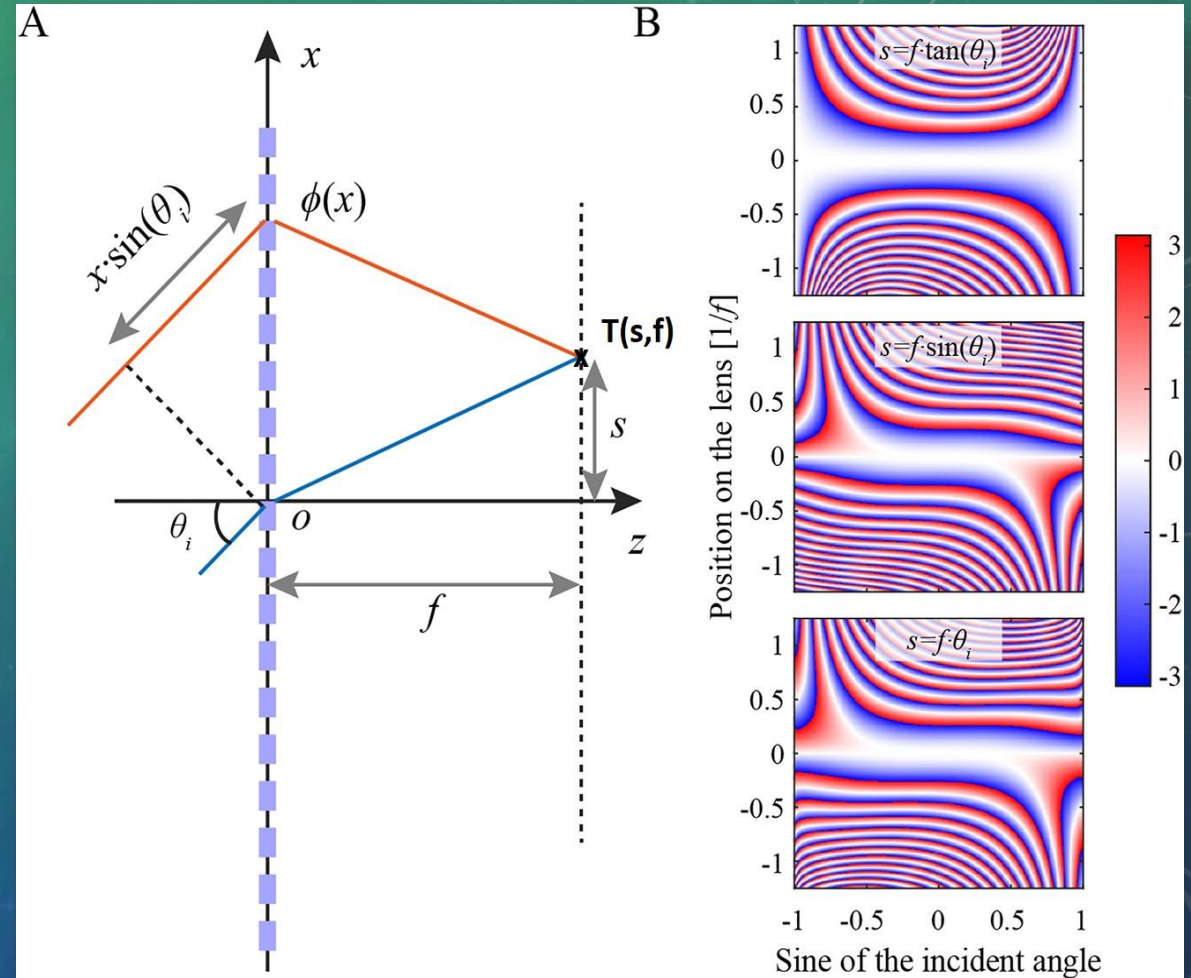 A
x
x·sin(θᵢ)
ϕ(x)
T(s,f)
s
θᵢ
o
z
f
B
Position on the lens [1/f]
s=f·tan(θᵢ)
1
0.5
0
-0.5
-1
s=f·sin(θᵢ)
1
0.5
0
-0.5
-1
s=f·θᵢ
1
0.5
0
-0.5
-1
-1 -0.5 0 0.5 1
Sine of the incident angle
3
2
1
0
-1
-2
-3